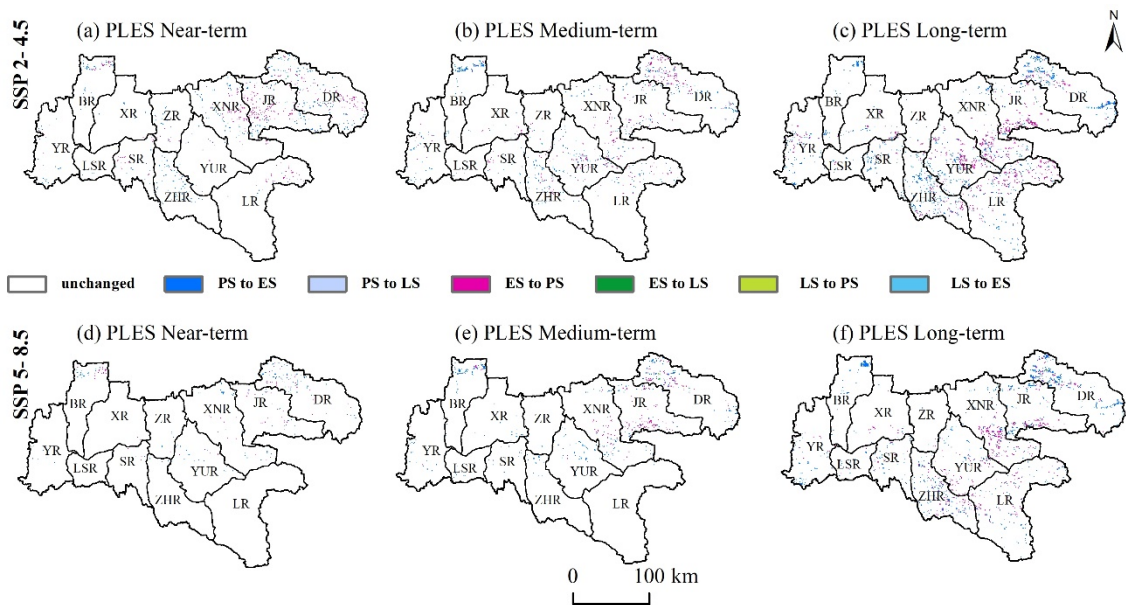 (a) PLES Near-term
(b) PLES Medium-term
(c) PLES Long-term
N
SSP 2- 4.5
BR XR ZR XNR JR DR YR LSR SR YUR ZHR LR
BR XR ZR XNR JR DR YR LSR SR YUR ZHR LR
BR XR ZR XNR JR DR YR LSR SR YUR ZHR LR
unchanged PS to ES PS to LS ES to PS ES to LS LS to PS LS to ES
(d) PLES Near-term
(e) PLES Medium-term
(f) PLES Long-term
SSP 5- 8.5
BR XR ZR XNR JR DR YR LSR SR YUR ZHR LR
BR XR ZR XNR JR DR YR LSR SR YUR ZHR LR
BR XR ZR XNR JR DR YR LSR SR YUR ZHR LR
0 100 km